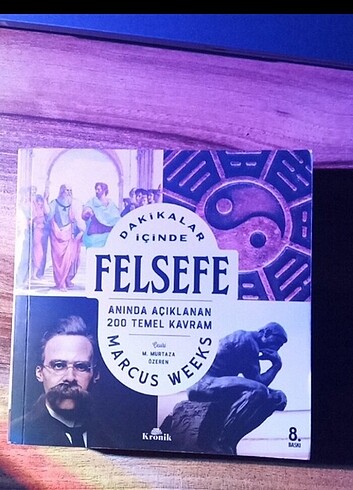 DAKİKALAR
İÇİNDE
FELSEFE
ANINDA AÇIKLANAN
200 TEMEL KAVRAM
Çeviri
M. MURTAZA
ÖZEREN
MARCUS WEEKS
Kronik
8.
BASKI